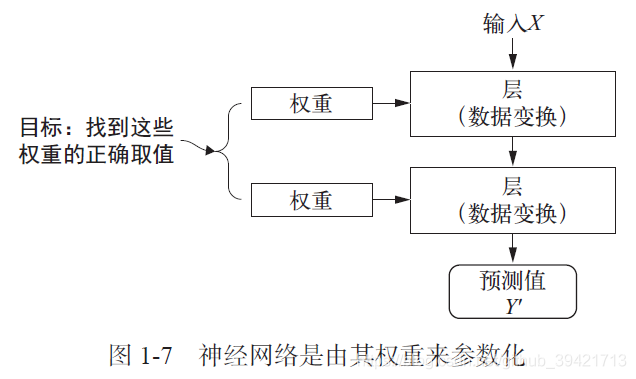 输入X
权重
层
（数据变换）
目标：找到这些
权重的正确取值
权重
层
（数据变换）
预测值
Y′
图 1-7 神经网络是由其权重来参数化